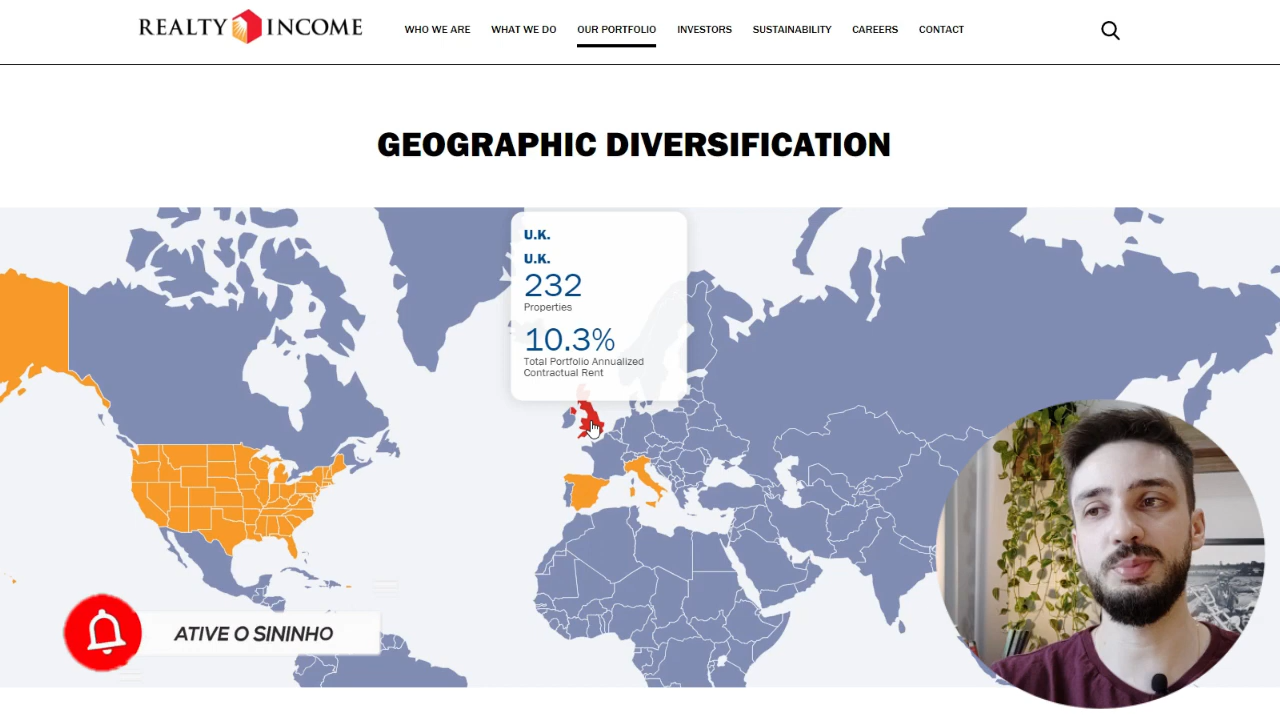 REALTY INCOME
WHO WE ARE
WHAT WE DO
OUR PORTFOLIO
INVESTORS
SUSTAINABILITY
CAREERS
CONTACT
GEOGRAPHIC DIVERSIFICATION
U.K.
U.K.
232
Properties
10.3%
Total Portfolio Annualized
Contractual Rent
ATIVE O SININHO